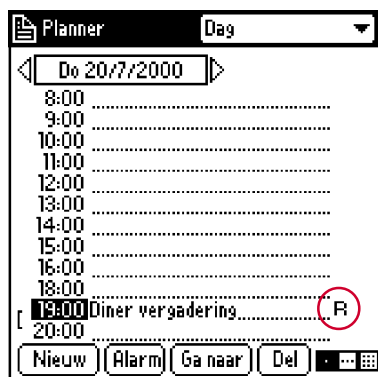 Planner Dag
Do 20/7/2000
8:00
9:00
10:00
11:00
12:00
13:00
14:00
15:00
16:00
18:00
19:00 Diner vergadering R
20:00
Nieuw Alarm Ga naar Del